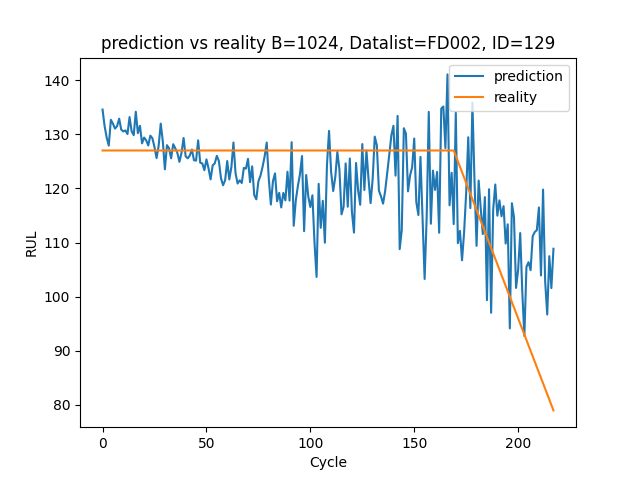 prediction vs reality B=1024, Datalist=FD002, ID=129
prediction
reality
140
130
120
110
100
90
80
RUL
0
50
100
150
200
Cycle